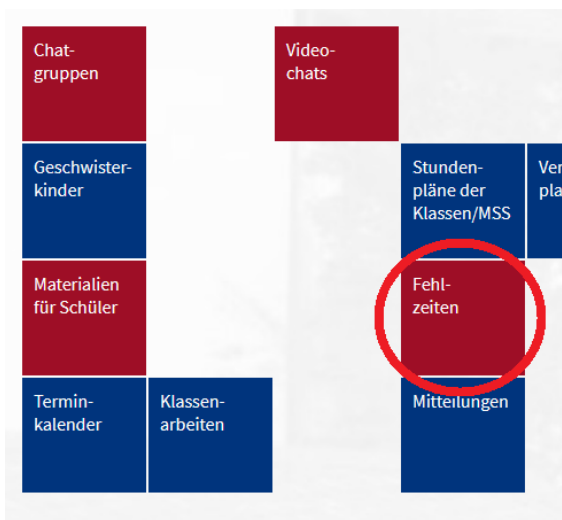 Chat-
gruppen
Video-
chats
Geschwister-
kinder
Stunden-
pläne der
Klassen/MSS
Materialien
für Schüler
Fehl-
zeiten
Termin-
kalender
Klassen-
arbeiten
Mitteilungen